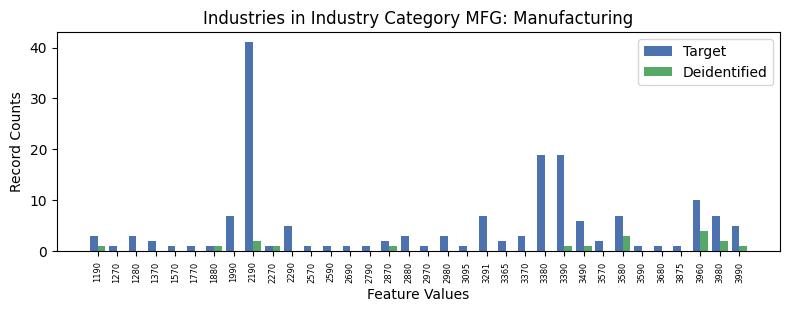 Industries in Industry Category MFG: Manufacturing
Target
Deidentified
Record Counts
40
30
20
10
0
1190 1270 1280 1370 1570 1770 1880 1990 2190 2270 2290 2570 2590 2690 2790 2870 2880 2970 2980 3095 3291 3365 3370 3380 3390 3490 3570 3580 3590 3680 3875 3960 3980 3990
Feature Values